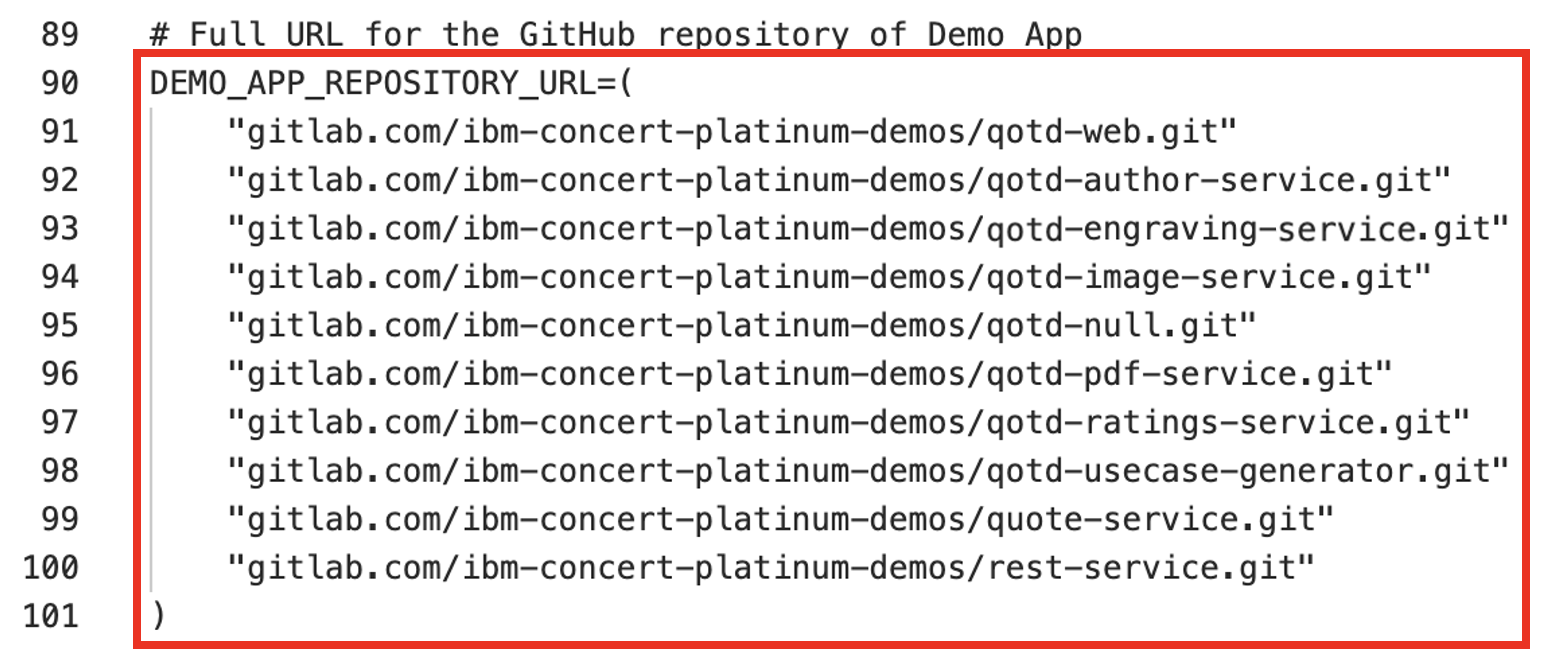 89 # Full URL for the GitHub repository of Demo App
90 DEMO_APP_REPOSITORY_URL=(
91 "gitlab.com/ibm-concert-platinum-demos/qotd-web.git"
92 "gitlab.com/ibm-concert-platinum-demos/qotd-author-service.git"
93 "gitlab.com/ibm-concert-platinum-demos/qotd-engraving-service.git"
94 "gitlab.com/ibm-concert-platinum-demos/qotd-image-service.git"
95 "gitlab.com/ibm-concert-platinum-demos/qotd-null.git"
96 "gitlab.com/ibm-concert-platinum-demos/qotd-pdf-service.git"
97 "gitlab.com/ibm-concert-platinum-demos/qotd-ratings-service.git"
98 "gitlab.com/ibm-concert-platinum-demos/qotd-usecase-generator.git"
99 "gitlab.com/ibm-concert-platinum-demos/quote-service.git"
100 "gitlab.com/ibm-concert-platinum-demos/rest-service.git"
101 )